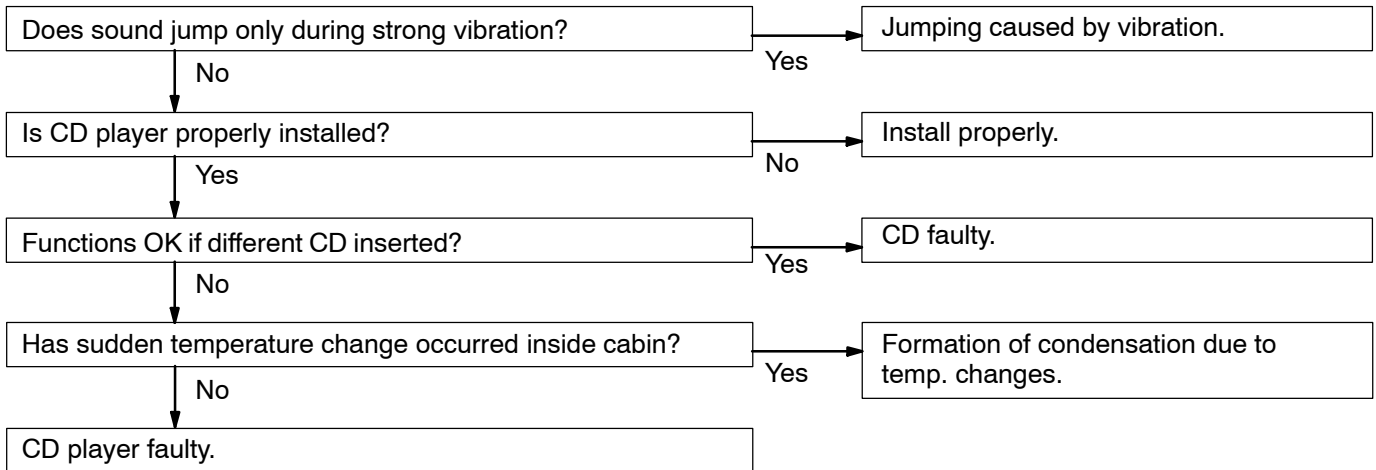 Does sound jump only during strong vibration?
Jumping caused by vibration.
Yes
No
Is CD player properly installed?
Install properly.
No
Yes
Functions OK if different CD inserted?
CD faulty.
Yes
No
Has sudden temperature change occurred inside cabin?
Formation of condensation due to
temp. changes.
Yes
No
CD player faulty.